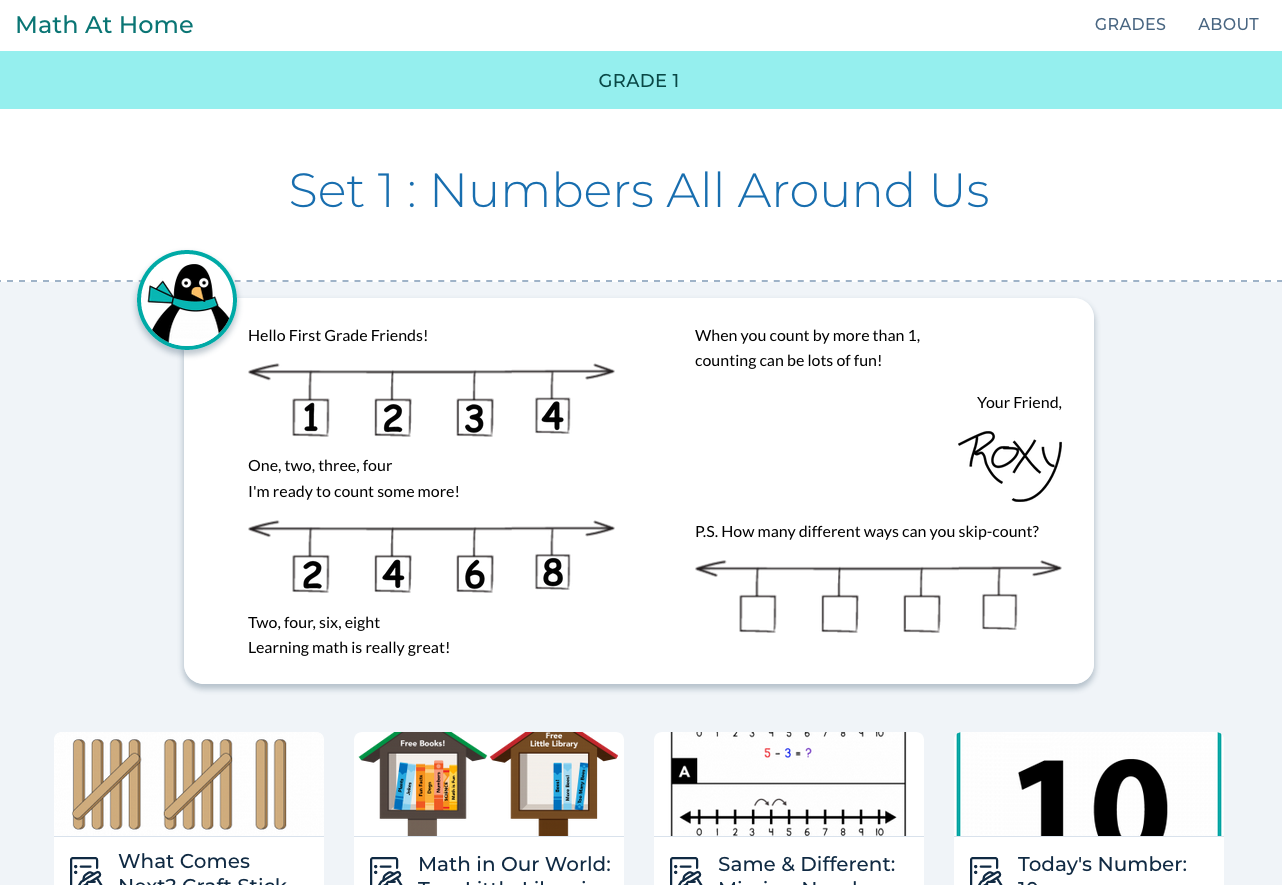 Math At Home
GRADES
ABOUT
GRADE 1
Set 1 : Numbers All Around Us
Hello First Grade Friends!
1 2 3 4
One, two, three, four
I'm ready to count some more!
2 4 6 8
Two, four, six, eight
Learning math is really great!
When you count by more than 1,
counting can be lots of fun!
Your Friend,
Roxy
P.S. How many different ways can you skip-count?
What Comes
Next? Craft Stick
Free Books!
Free
Little Library
Math in Our World:
0 1 2 3 4 5 6 7 8 9 10
5 - 3 = ?
A
0 1 2 3 4 5 6 7 8 9 10
Same & Different:
10
Today's Number:
10